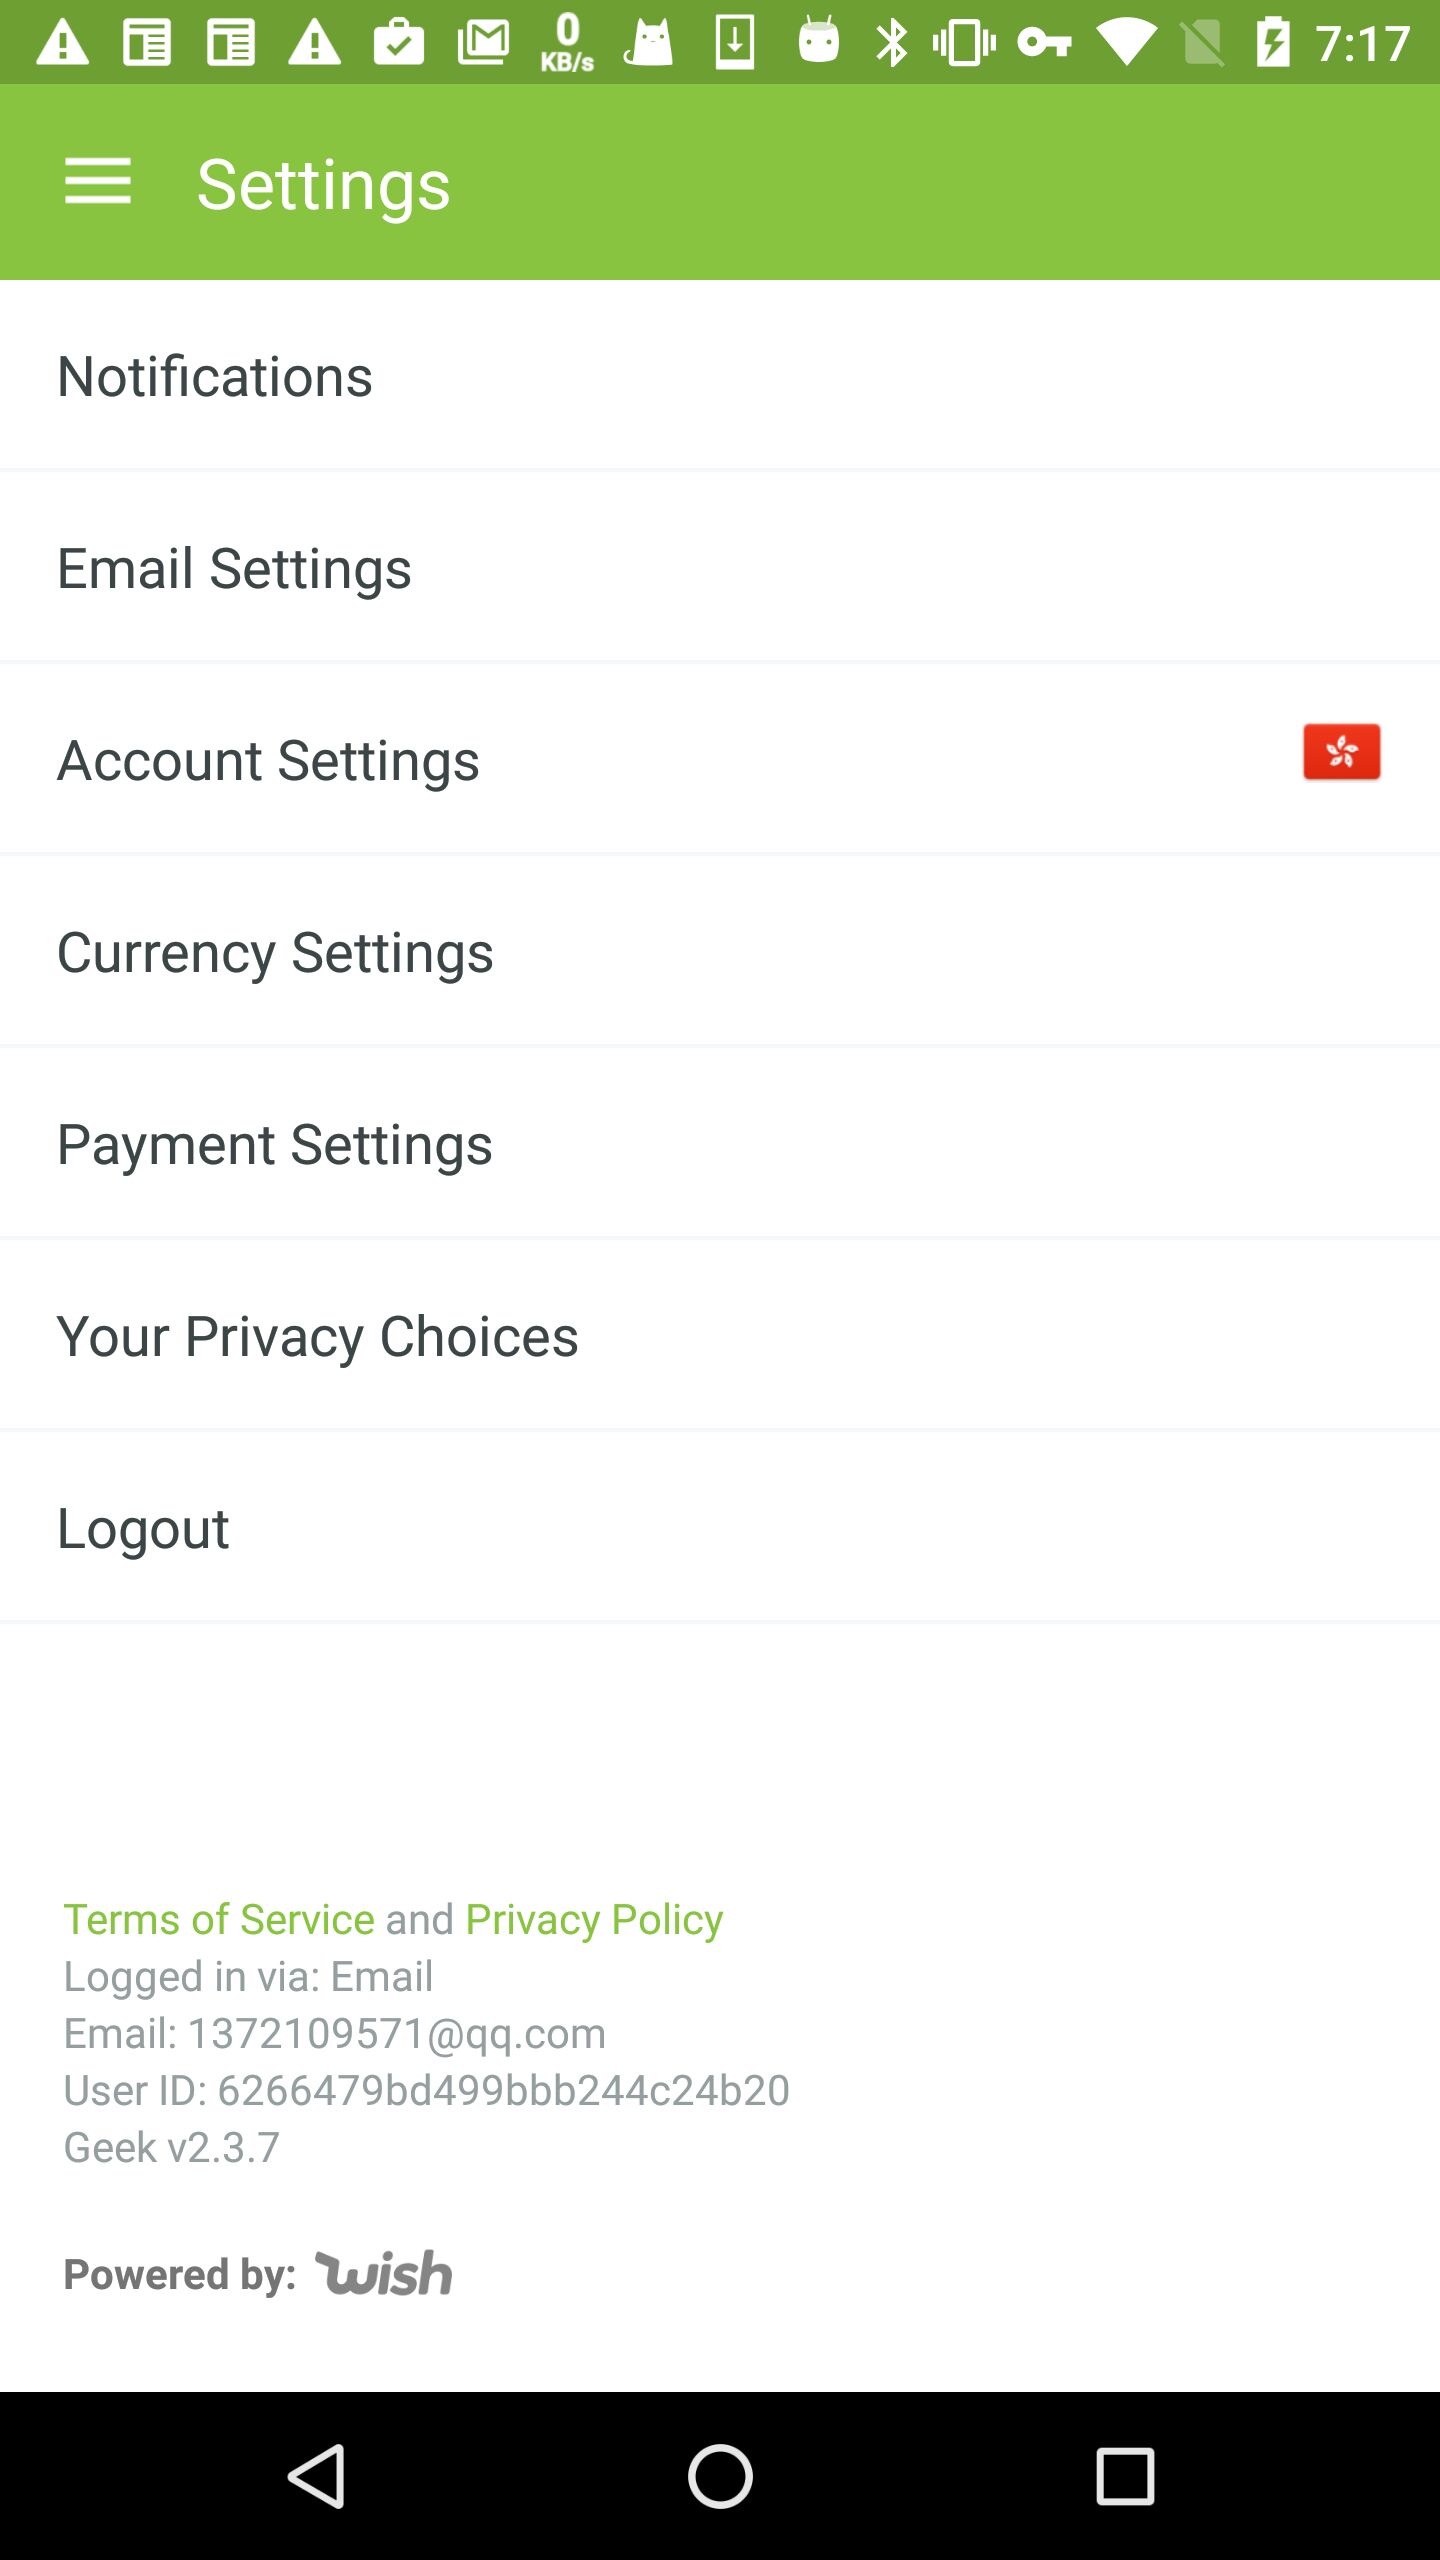 0
KB/s
7:17
Settings
Notifications
Email Settings
Account Settings
Currency Settings
Payment Settings
Your Privacy Choices
Logout
Terms of Service and Privacy Policy
Logged in via: Email
Email: 1372109571@qq.com
User ID: 6266479bd499bbb244c24b20
Geek v2.3.7
Powered by: wish